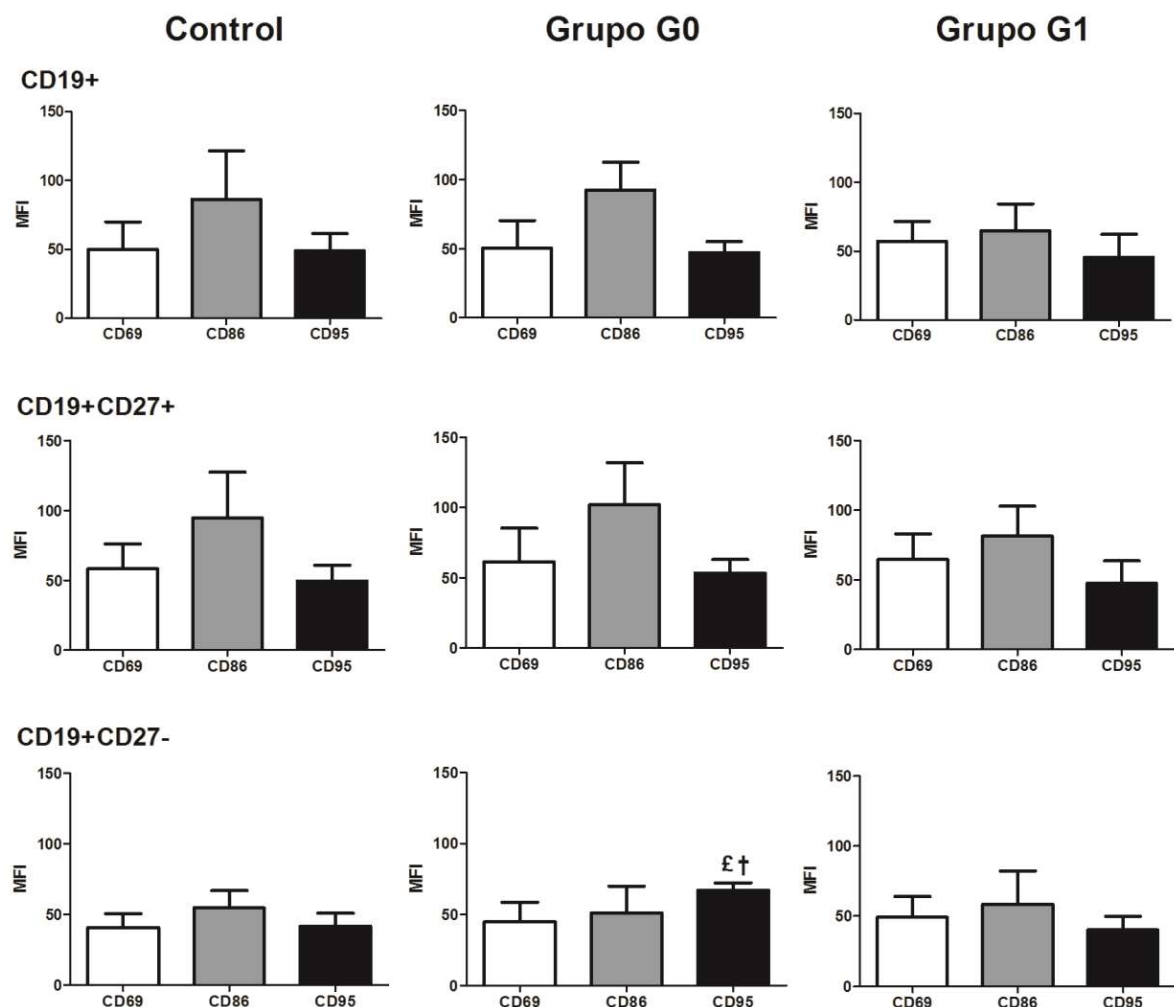 Control Grupo G0 Grupo G1
CD19+
150 150 150
100 100 100
50 50 50
0 0 0
MFI MFI MFI
CD69 CD86 CD95 CD69 CD86 CD95 CD69 CD86 CD95
CD19+CD27+
150 150 150
100 100 100
50 50 50
0 0 0
MFI MFI MFI
CD69 CD86 CD95 CD69 CD86 CD95 CD69 CD86 CD95
CD19+CD27-
150 150 150
100 100 100
£ †
50 50 50
0 0 0
MFI MFI MFI
CD69 CD86 CD95 CD69 CD86 CD95 CD69 CD86 CD95